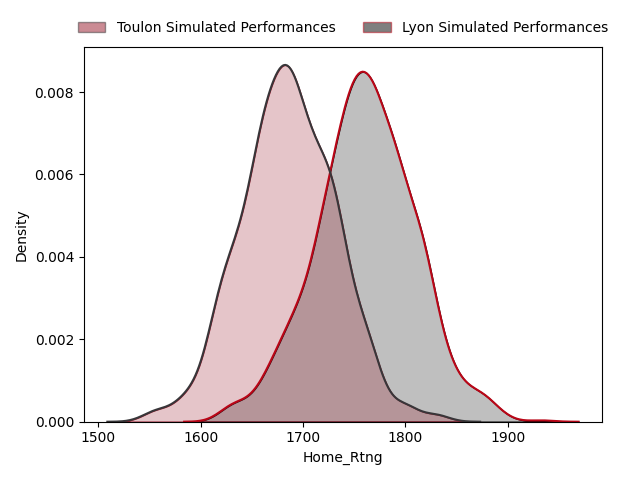 Toulon Simulated Performances Lyon Simulated Performances
0.008
0.006
0.004
0.002
0.000
Density
1500 1600 1700 1800 1900
Home_Rtng